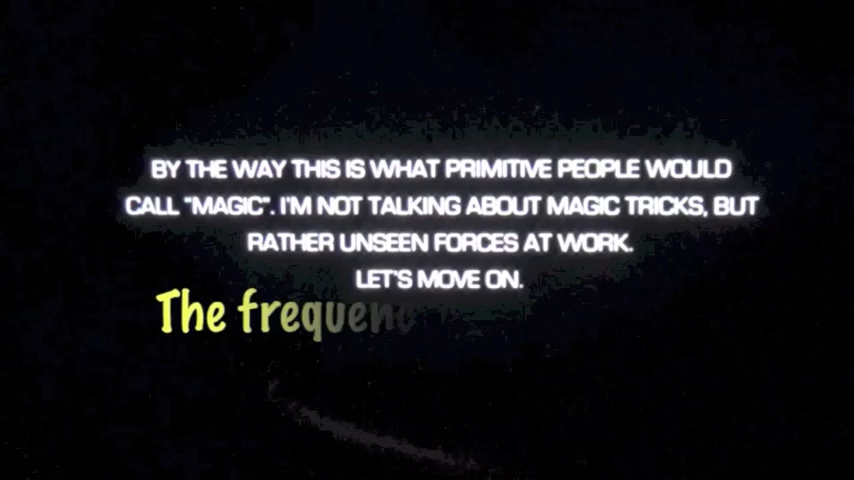 BY THE WAY THIS IS WHAT PRIMITIVE PEOPLE WOULD
CALL "MAGIC". I'M NOT TALKING ABOUT MAGIC TRICKS, BUT
RATHER UNSEEN FORCES AT WORK.
LET'S MOVE ON.
The frequenc